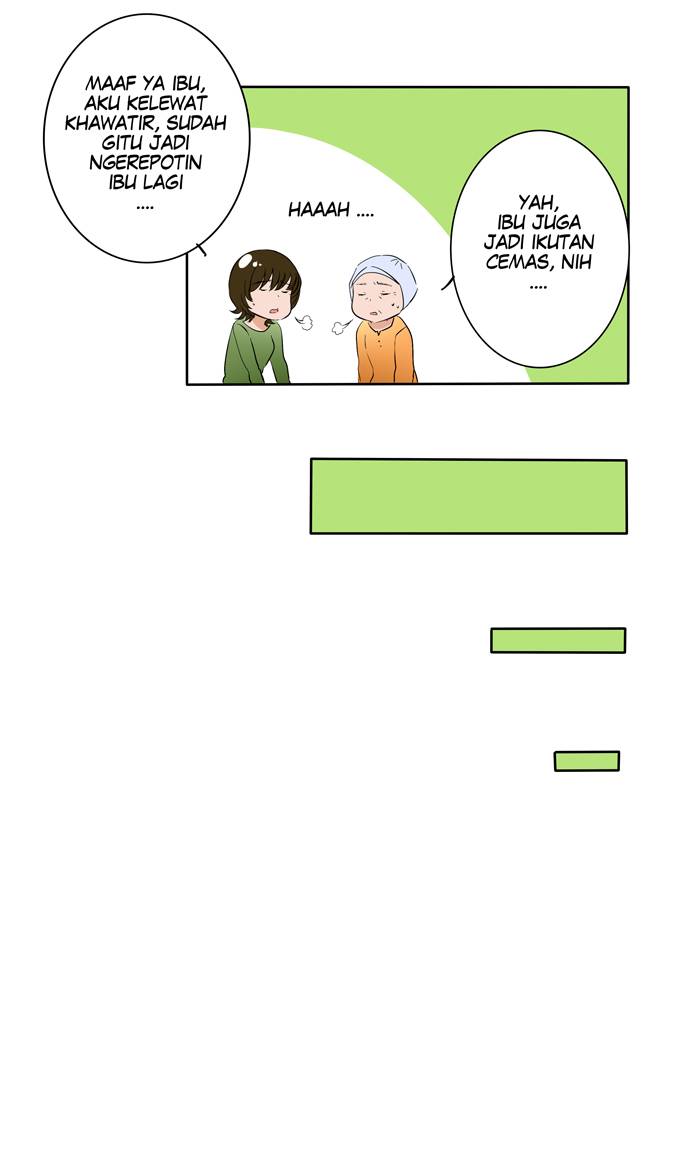 MAAF YA IBU,
AKU KELEWAT
KHAWATIR, SUDAH
GITU JADI
NGEREPOTIN
IBU LAGI
....
HAAAH ....
YAH,
IBU JUGA
JADI IKUTAN
CEMAS, NIH
....